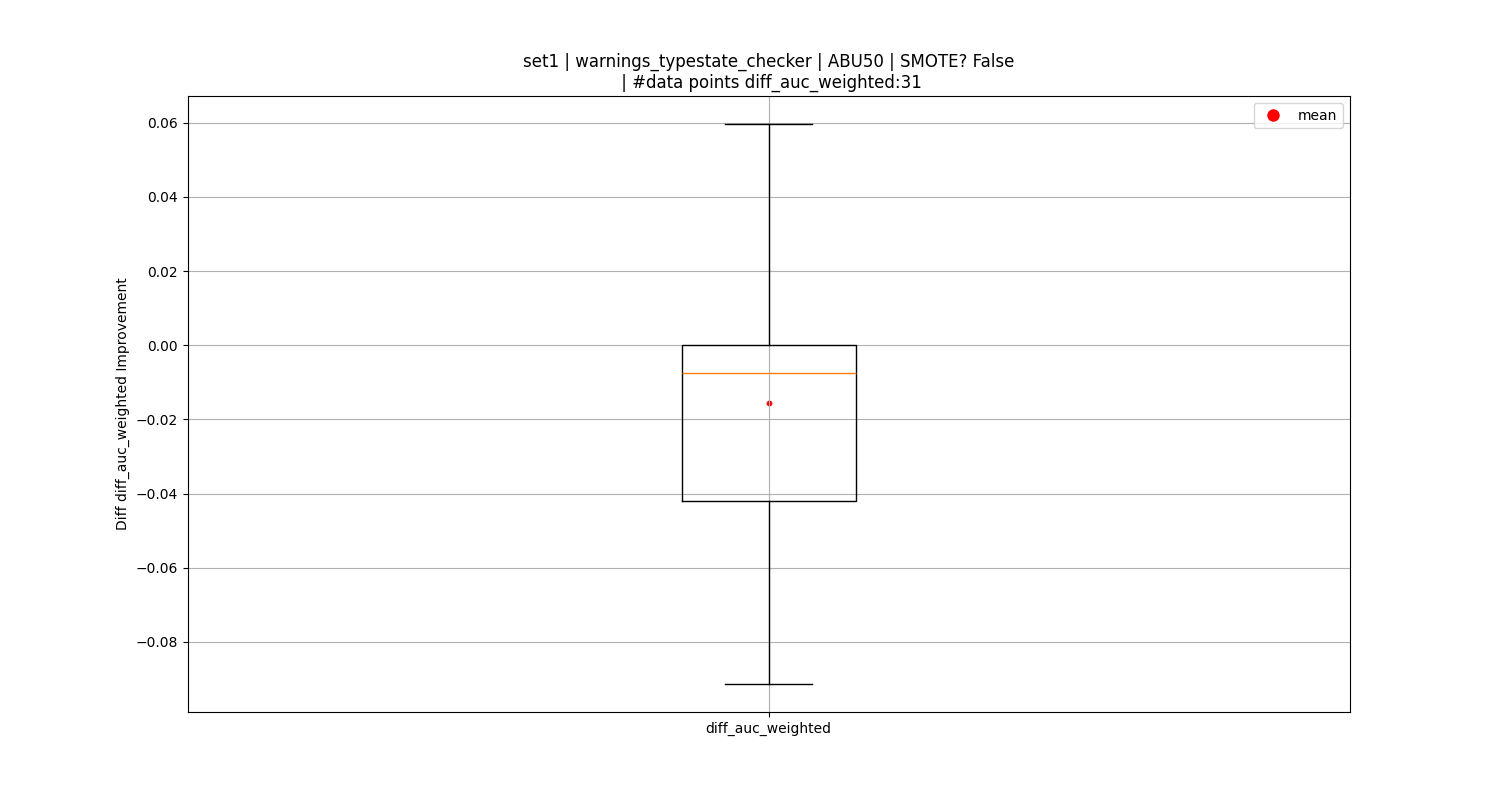 set1 | warnings_typestate_checker | ABU50 | SMOTE? False
| #data points diff_auc_weighted:31
mean
0.06
0.04
0.02
0.00
−0.02
−0.04
−0.06
−0.08
Diff diff_auc_weighted Improvement
diff_auc_weighted